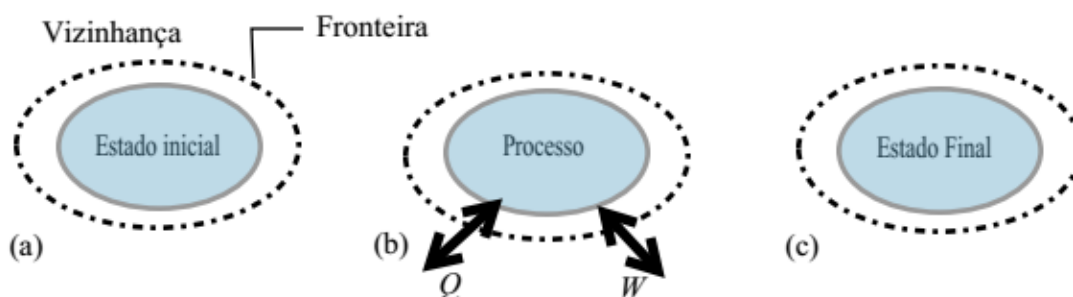 Vizinhança
Fronteira
Estado inicial
Processo
Estado Final
(a)
(b)
Q
W
(c)